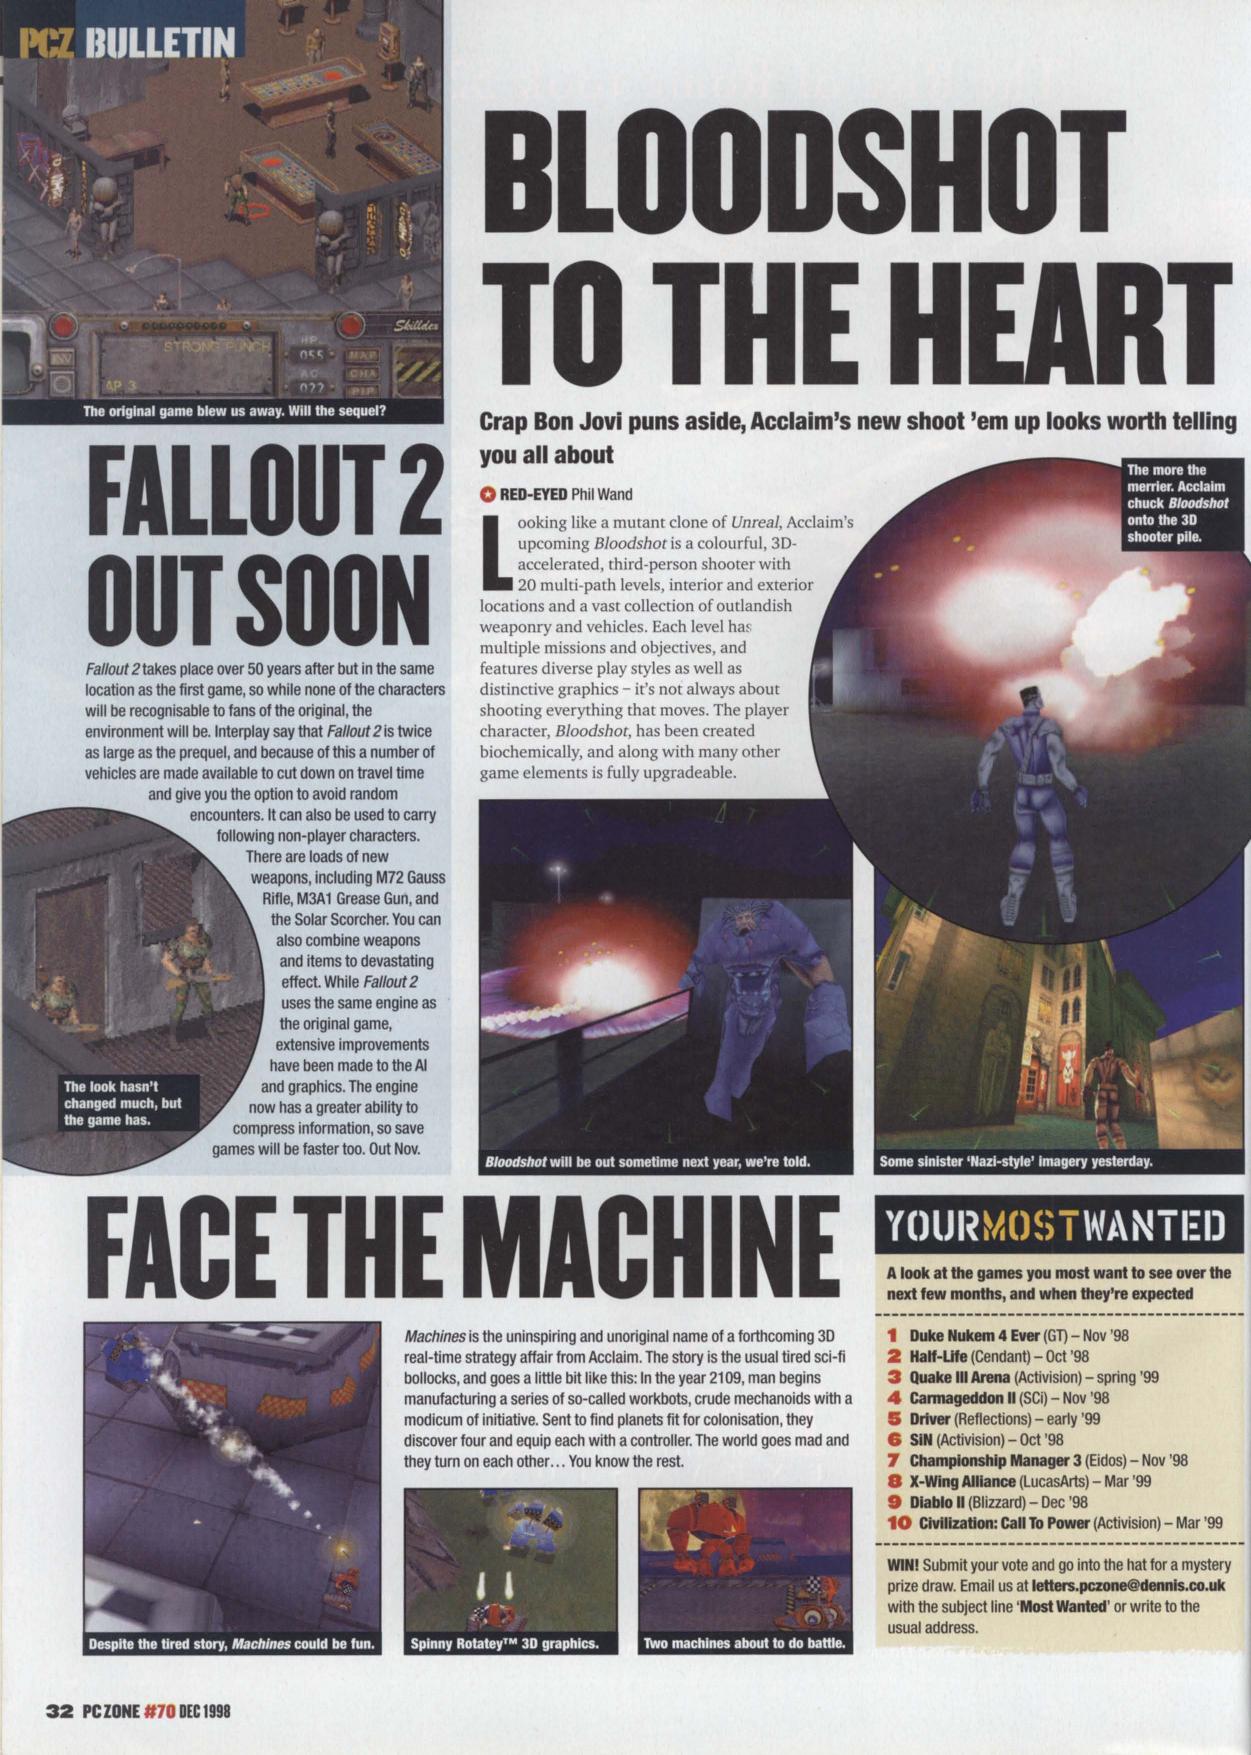 PCZ BULLETIN
STRONG PUNCH
AP 3
HP
055
AC
022
INV
MAP
CHA
PIP
Skilldex
The original game blew us away. Will the sequel?
FALLOUT 2
OUT SOON
Fallout 2 takes place over 50 years after but in the same
location as the first game, so while none of the characters
will be recognisable to fans of the original, the
environment will be. Interplay say that Fallout 2 is twice
as large as the prequel, and because of this a number of
vehicles are made available to cut down on travel time
and give you the option to avoid random
encounters. It can also be used to carry
following non-player characters.
There are loads of new
weapons, including M72 Gauss
Rifle, M3A1 Grease Gun, and
the Solar Scorcher. You can
also combine weapons
and items to devastating
effect. While Fallout 2
uses the same engine as
the original game,
extensive improvements
have been made to the AI
and graphics. The engine
now has a greater ability to
compress information, so save
games will be faster too. Out Nov.
The look hasn't
changed much, but
the game has.
BLOODSHOT
TO THE HEART
Crap Bon Jovi puns aside, Acclaim's new shoot 'em up looks worth telling
you all about
RED-EYED Phil Wand
Looking like a mutant clone of Unreal, Acclaim's
upcoming Bloodshot is a colourful, 3D-
accelerated, third-person shooter with
20 multi-path levels, interior and exterior
locations and a vast collection of outlandish
weaponry and vehicles. Each level has
multiple missions and objectives, and
features diverse play styles as well as
distinctive graphics – it's not always about
shooting everything that moves. The player
character, Bloodshot, has been created
biochemically, and along with many other
game elements is fully upgradeable.
The more the
merrier. Acclaim
chuck Bloodshot
onto the 3D
shooter pile.
Bloodshot will be out sometime next year, we're told.
Some sinister 'Nazi-style' imagery yesterday.
FACE THE MACHINE
Machines is the uninspiring and unoriginal name of a forthcoming 3D
real-time strategy affair from Acclaim. The story is the usual tired sci-fi
bollocks, and goes a little bit like this: In the year 2109, man begins
manufacturing a series of so-called workbots, crude mechanoids with a
modicum of initiative. Sent to find planets fit for colonisation, they
discover four and equip each with a controller. The world goes mad and
they turn on each other... You know the rest.
Despite the tired story, Machines could be fun.
Spinny Rotatey™ 3D graphics.
Two machines about to do battle.
YOUR MOST WANTED
A look at the games you most want to see over the
next few months, and when they're expected
1 Duke Nukem 4 Ever (GT) – Nov '98
2 Half-Life (Cendant) – Oct '98
3 Quake III Arena (Activision) – spring '99
4 Carmageddon II (SCi) – Nov '98
5 Driver (Reflections) – early '99
6 SiN (Activision) – Oct '98
7 Championship Manager 3 (Eidos) – Nov '98
8 X-Wing Alliance (LucasArts) – Mar '99
9 Diablo II (Blizzard) – Dec '98
10 Civilization: Call To Power (Activision) – Mar '99
WIN! Submit your vote and go into the hat for a mystery
prize draw. Email us at letters.pczone@dennis.co.uk
with the subject line 'Most Wanted' or write to the
usual address.
32 PC ZONE #70 DEC 1998